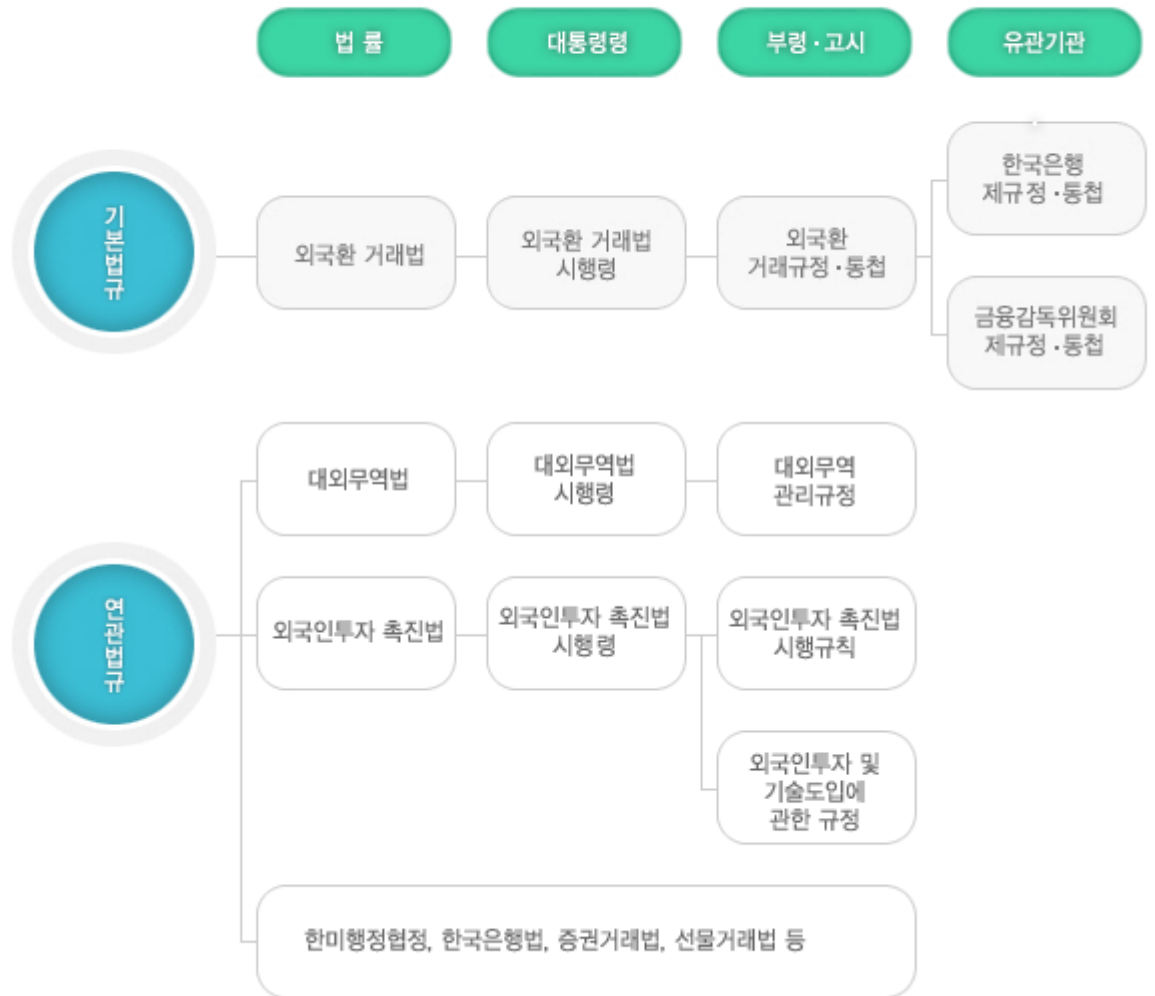 법 률
대통령령
부령·고시
유관기관
기본법규
외국환 거래법
외국환 거래법
시행령
외국환
거래규정·통첩
한국은행
제규정·통첩
금융감독위원회
제규정·통첩
연관법규
대외무역법
대외무역법
시행령
대외무역
관리규정
외국인투자 촉진법
외국인투자 촉진법
시행령
외국인투자 촉진법
시행규칙
외국인투자 및
기술도입에
관한 규정
한미행정협정, 한국은행법, 증권거래법, 선물거래법 등